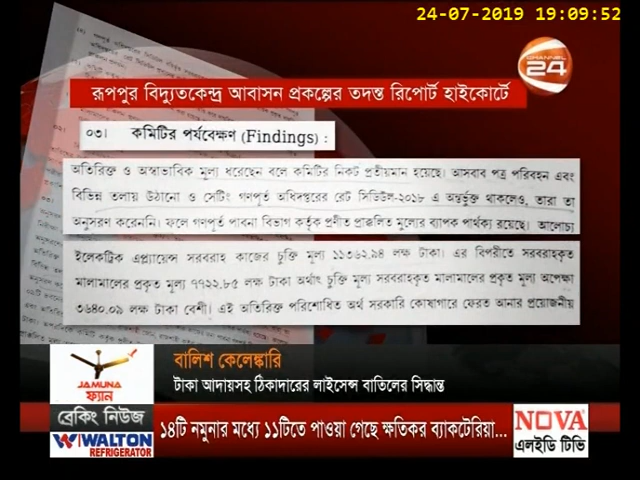 24-07-2019 19:09:52
CHANNEL
24
রূপপুর বিদ্যুতকেন্দ্র আবাসন প্রকল্পের তদন্ত রিপোর্ট হাইকোর্টে
০৩। কমিটির পর্যবেক্ষণ (Findings) :
অতিরিক্ত ও অস্বাভাবিক মূল্য ধরেছেন বলে কমিটির নিকট প্রতীয়মান হয়েছে। আসবাব পত্র পরিবহন এবং
বিভিন্ন তলায় উঠানো ও সেটিং গণপূর্ত অধিদপ্তরের রেট সিডিউল-২০১৮ এ অন্তর্ভুক্ত থাকলেও, তারা তা
অনুসরণ করেননি। ফলে গণপূর্ত পাবনা বিভাগ কর্তৃক প্রণীত প্রাক্কলিত মূল্যের ব্যাপক পার্থক্য রয়েছে। আলোচ্য
ইলেকট্রিক এপ্ল্যায়েন্স সরবরাহ কাজের চুক্তি মূল্য ১১৩৬২.৯৪ লক্ষ টাকা। এর বিপরীতে সরবরাহকৃত
মালামালের প্রকৃত মূল্য ৭৭২২.৮৫ লক্ষ টাকা অর্থাৎ চুক্তি মূল্য সরবরাহকৃত মালামালের প্রকৃত মূল্য অপেক্ষা
৩৬৪০.০৯ লক্ষ টাকা বেশী। এই অতিরিক্ত পরিশোধিত অর্থ সরকারি কোষাগারে ফেরত আনার প্রয়োজনীয়
JAMUNA
ফ্যান
বালিশ কেলেঙ্কারি
টাকা আদায়সহ ঠিকাদারের লাইসেন্স বাতিলের সিদ্ধান্ত
ব্রেকিং নিউজ
১৪টি নমুনার মধ্যে ১১টিতে পাওয়া গেছে ক্ষতিকর ব্যাকটেরিয়া...
WALTON
REFRIGERATOR
NOVA
এলইডি টিভি